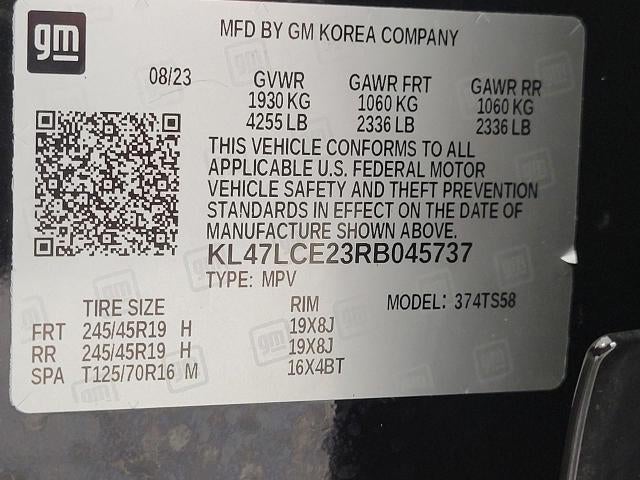 gm
MFD BY GM KOREA COMPANY
08/23 GVWR GAWR FRT GAWR RR
1930 KG 1060 KG 1060 KG
4255 LB 2336 LB 2336 LB
THIS VEHICLE CONFORMS TO ALL
APPLICABLE U.S. FEDERAL MOTOR
VEHICLE SAFETY AND THEFT PREVENTION
STANDARDS IN EFFECT ON THE DATE OF
MANUFACTURE SHOWN ABOVE.
KL47LCE23RB045737
TYPE: MPV
TIRE SIZE RIM MODEL: 374TS58
FRT 245/45R19 H 19X8J
RR 245/45R19 H 19X8J
SPA T125/70R16 M 16X4BT